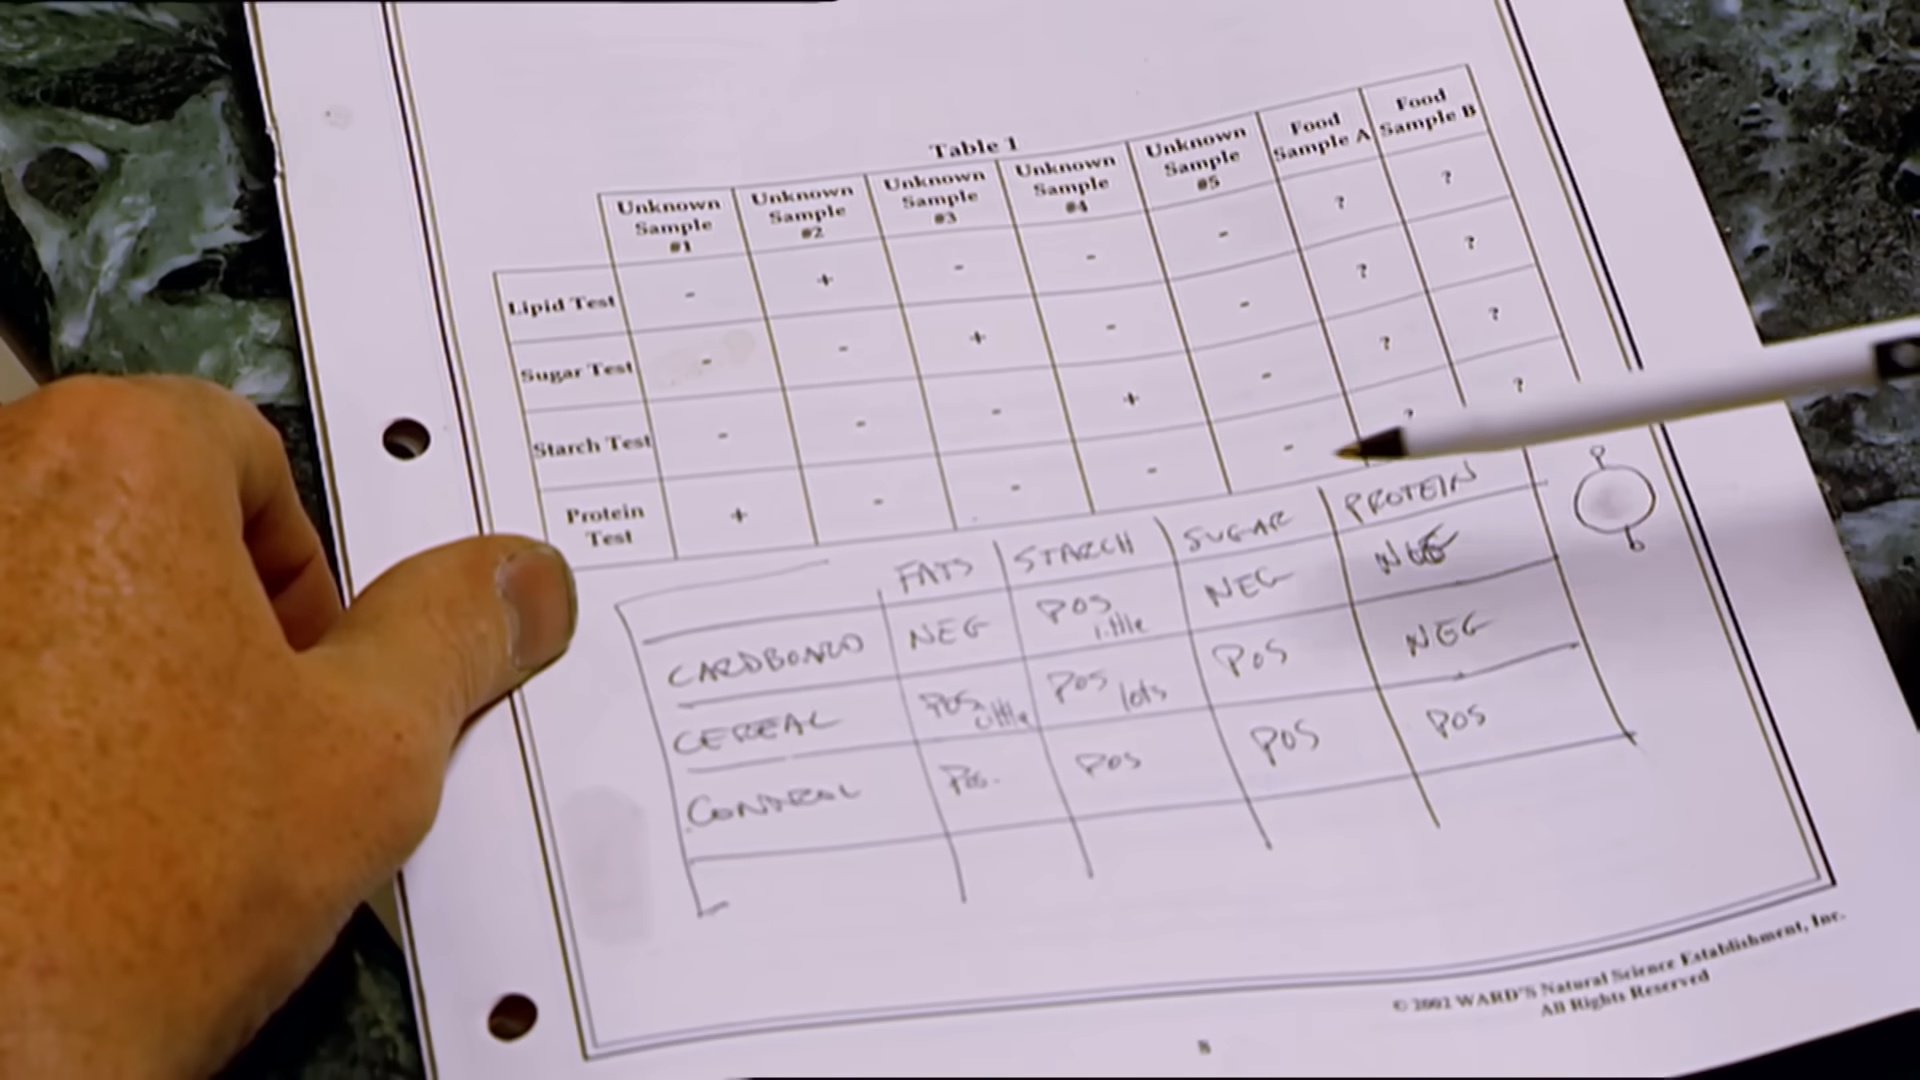 Table 1
Unknown Sample #1 Unknown Sample #2 Unknown Sample #3 Unknown Sample #4 Unknown Sample #5 Food Sample A Food Sample B
Lipid Test - + - - - ? ?
Sugar Test - - + - - ? ?
Starch Test - - - + - ? ?
Protein Test + - - - - ? ?
FATS STARCH SUGAR PROTEIN
CARDBOARD NEG POS little NEG NEG
CEREAL POS little POS lots POS NEG
CONTROL POS. POS POS POS
© 2002 WARD'S Natural Science Establishment, Inc.
All Rights Reserved
8